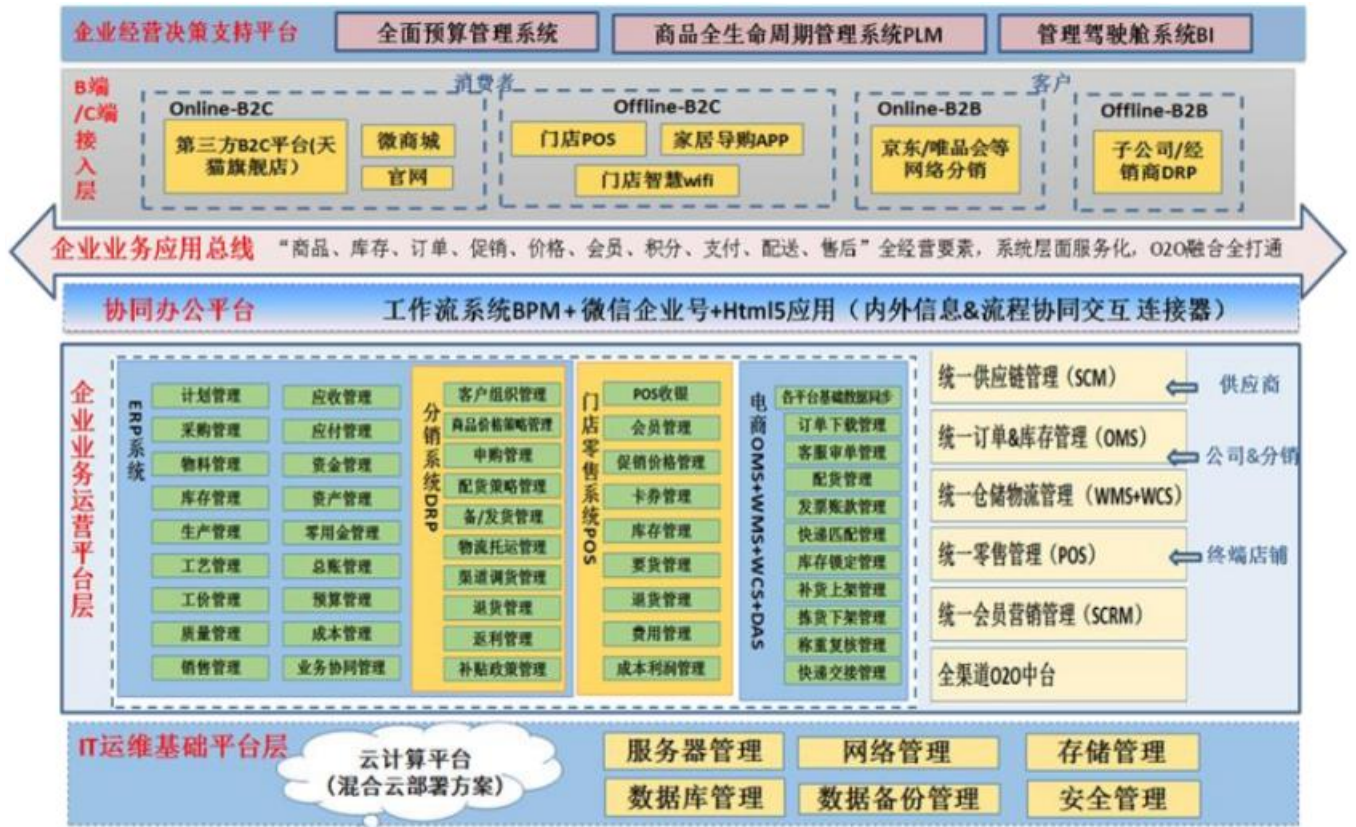 企业经营决策支持平台
全面预算管理系统
商品全生命周期管理系统PLM
管理驾驶舱系统BI
B端
/C端
接
入
层
消费者
客户
Online-B2C
第三方B2C平台(天
猫旗舰店）
微商城
官网
Offline-B2C
门店POS
家居导购APP
门店智慧wifi
Online-B2B
京东/唯品会等
网络分销
Offline-B2B
子公司/经
销商DRP
企业业务应用总线
“商品、库存、订单、促销、价格、会员、积分、支付、配送、售后”全经营要素，系统层面服务化，O2O融合全打通
协同办公平台
工作流系统BPM+微信企业号+Html5应用（内外信息&流程协同交互 连接器）
企业业务运营平台层
ERP系统
计划管理
采购管理
物料管理
库存管理
生产管理
工艺管理
工价管理
质量管理
销售管理
应收管理
应付管理
资金管理
资产管理
零用金管理
总账管理
预算管理
成本管理
业务协同管理
分销系统DRP
客户组织管理
商品价格策略管理
申购管理
配货策略管理
备/发货管理
物流托运管理
渠道调货管理
退货管理
返利管理
补贴政策管理
门店零售系统POS
POS收银
会员管理
促销价格管理
卡券管理
库存管理
要货管理
退货管理
费用管理
成本利润管理
电商OMS+WMS+WCS+DAS
各平台基础数据同步
订单下载管理
客服审单管理
配货管理
发票账款管理
快递匹配管理
库存锁定管理
补货上架管理
拣货下架管理
称重复核管理
快递交接管理
统一供应链管理（SCM）
统一订单&库存管理（OMS）
统一仓储物流管理（WMS+WCS）
统一零售管理（POS）
统一会员营销管理（SCRM）
全渠道O2O中台
供应商
公司&分销
终端店铺
IT运维基础平台层
云计算平台
（混合云部署方案）
服务器管理
网络管理
存储管理
数据库管理
数据备份管理
安全管理